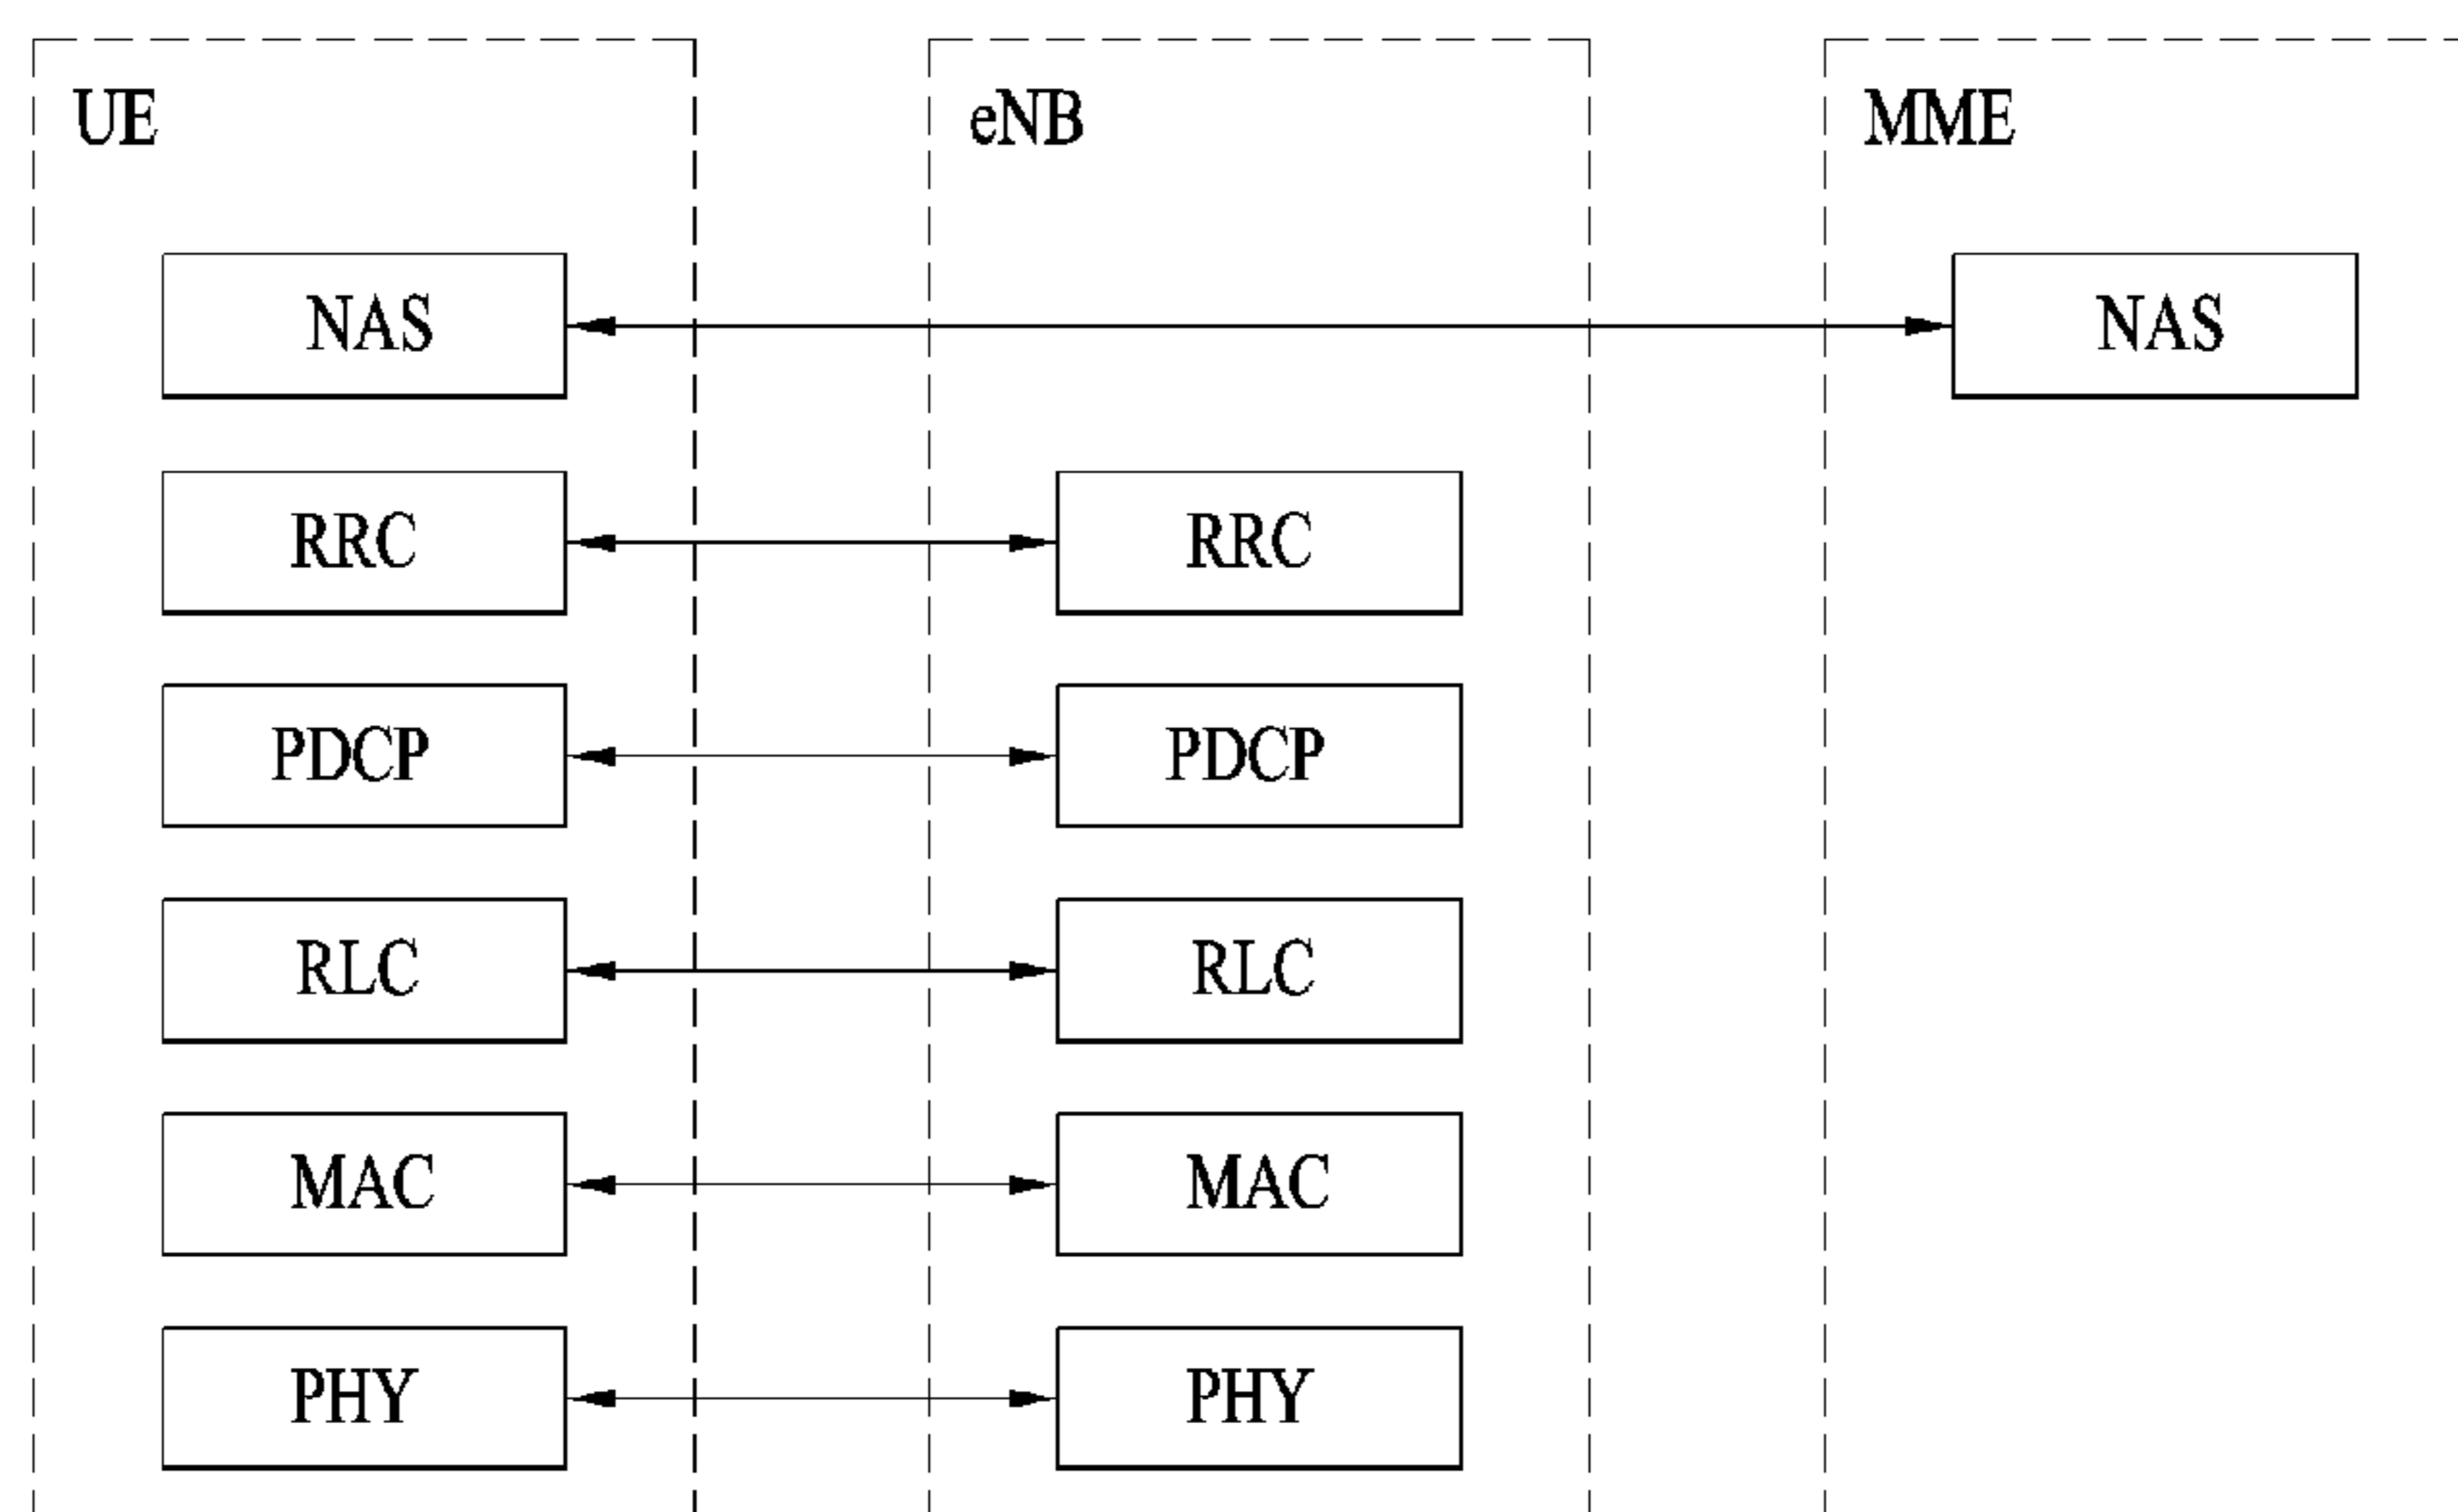 UE eNB MME
NAS NAS
RRC RRC
PDCP PDCP
RLC RLC
MAC MAC
PHY PHY